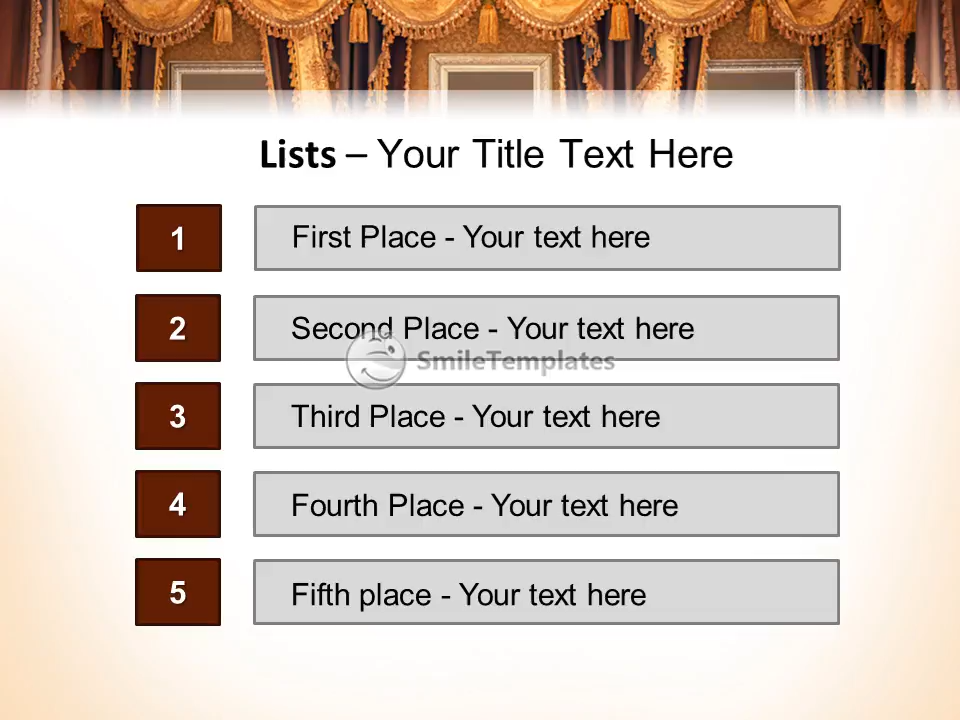 Lists – Your Title Text Here
1 First Place - Your text here
2 Second Place - Your text here
SmileTemplates
3 Third Place - Your text here
4 Fourth Place - Your text here
5 Fifth place - Your text here